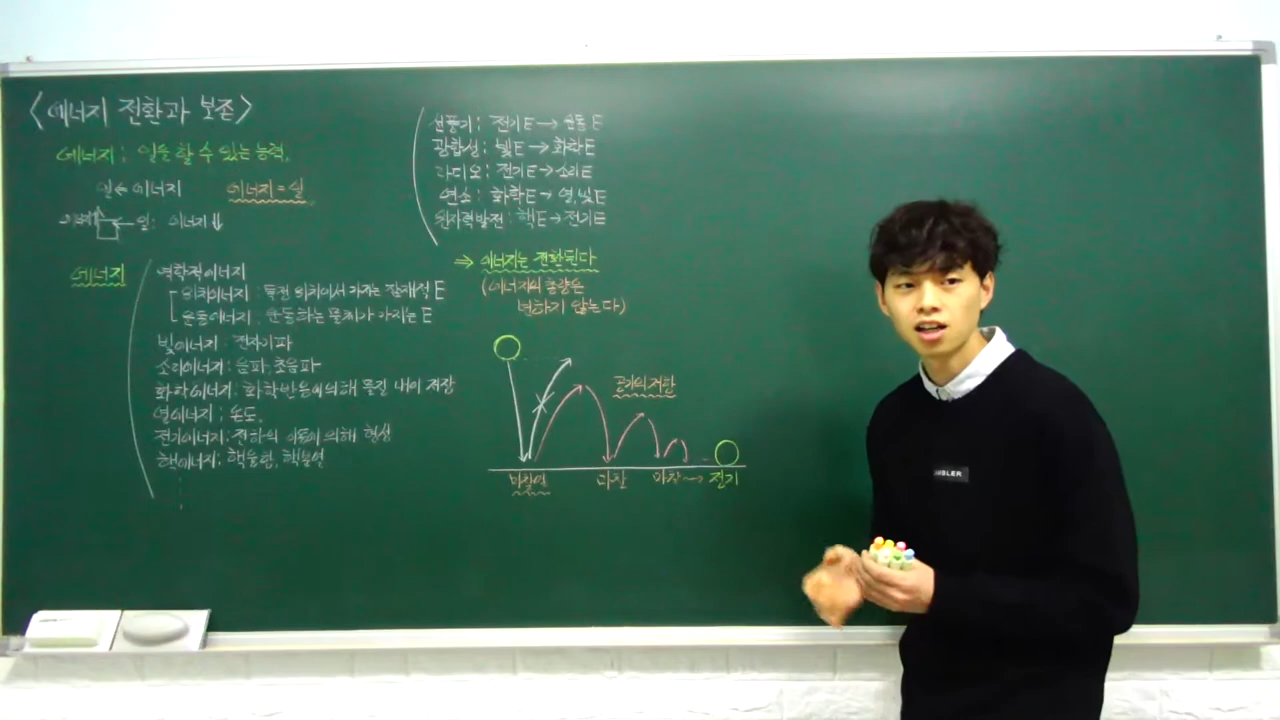 <에너지 전환과 보존>
에너지: 일을 할 수 있는 능력.
일 ⇐ 에너지 에너지 = 일
일: 에너지⇓
에너지
역학적에너지
위치에너지: 특정 위치에서 가지는 잠재적 E
운동에너지: 운동하는 물체가 가지는 E
빛에너지: 전자기파
소리에너지: 음파, 초음파
화학에너지: 화학반응에 의해 물질 내에 저장
열에너지: 온도.
전기에너지: 전하의 이동에 의해 형성
핵에너지: 핵융합, 핵분열
선풍기: 전기E → 운동E
광합성: 빛E → 화학E
라디오: 전기E → 소리E
연소: 화학E → 열,빛E
원자력발전: 핵E → 전기E
⇒ 에너지는 전환된다
(에너지의 총량은
변하지 않는다)
공기의 저항
마찰열 마찰 마찰 → 정지